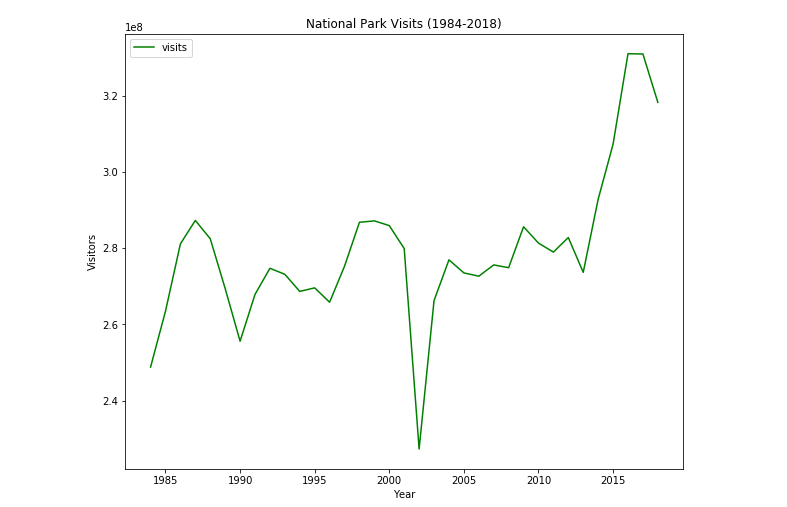 National Park Visits (1984-2018)
1e8
visits
3.2
3.0
2.8
2.6
2.4
Visitors
1985 1990 1995 2000 2005 2010 2015
Year